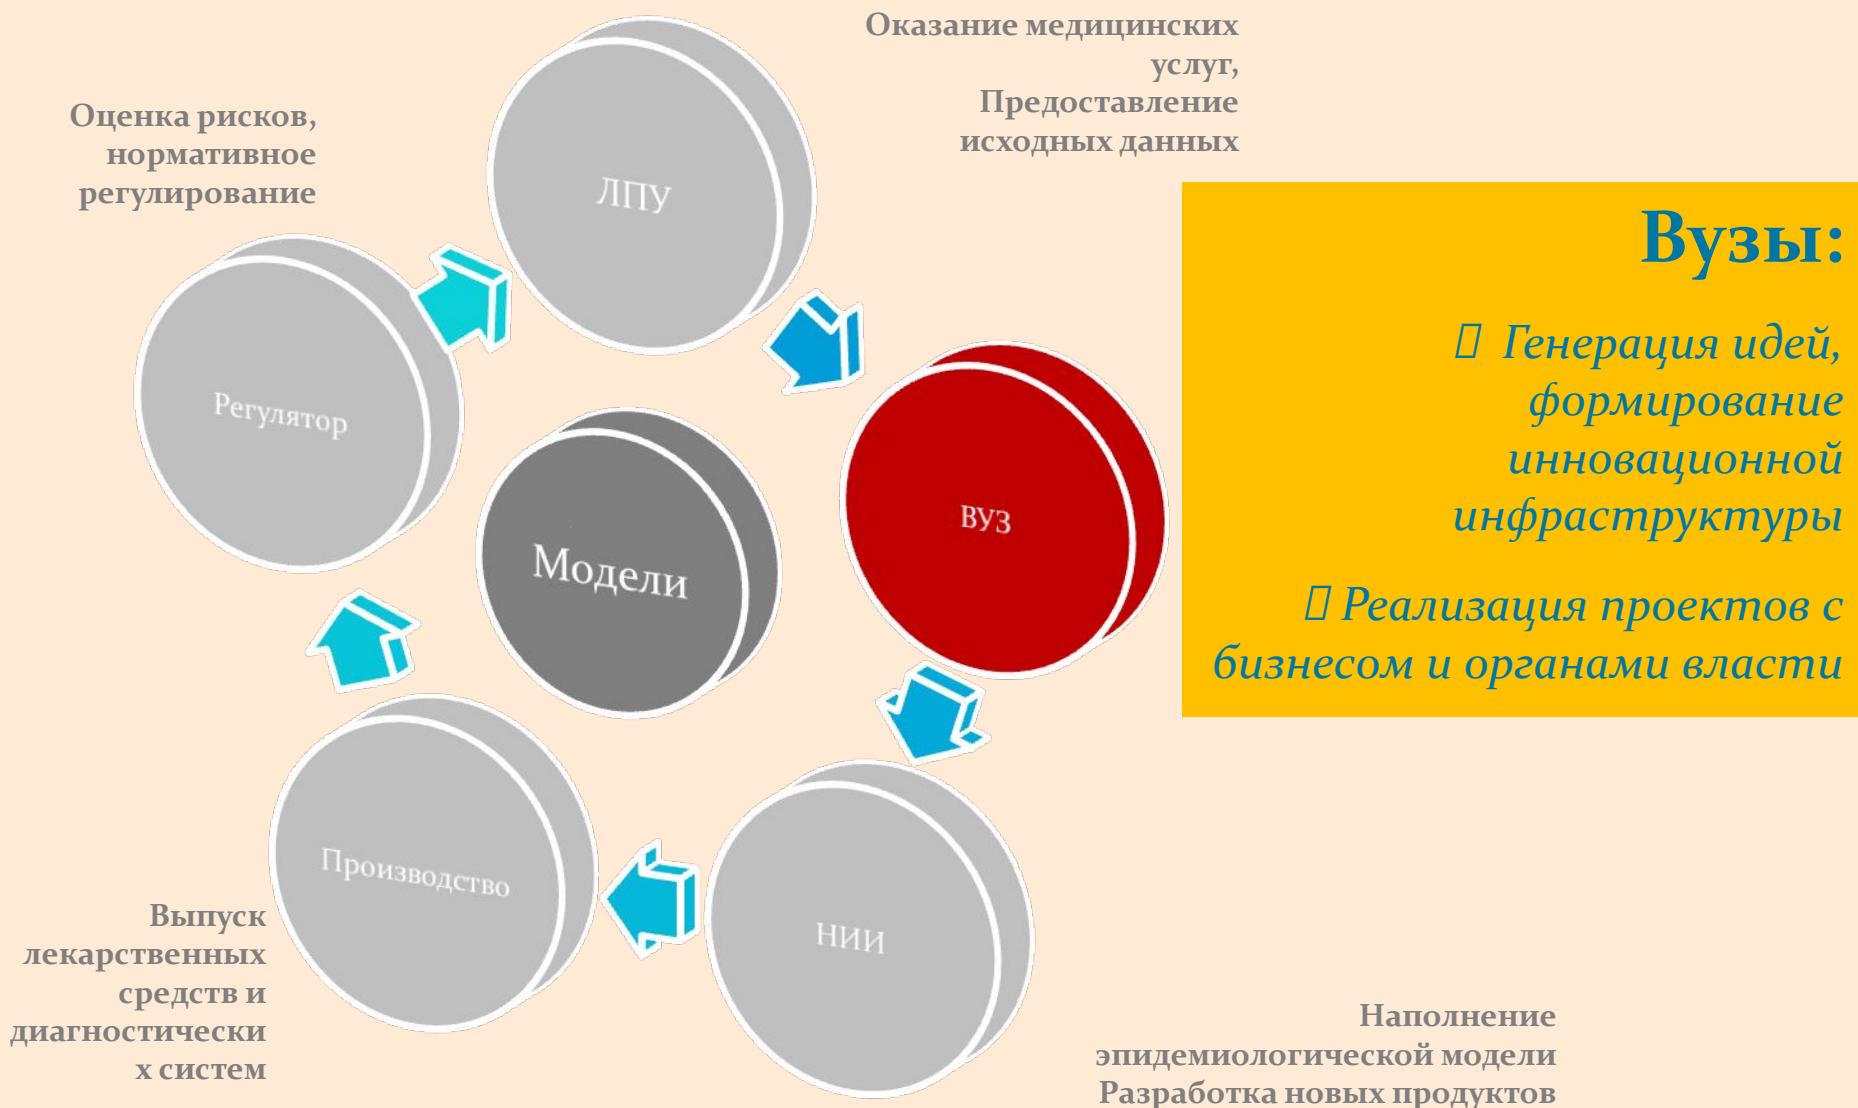 Оказание медицинских
услуг,
Предоставление
исходных данных
Оценка рисков,
нормативное
регулирование
ЛПУ
Вузы:
Генерация идей,
формирование
инновационной
инфраструктуры
Реализация проектов с
бизнесом и органами власти
Регулятор
ВУЗ
Модели
Производство
НИИ
Выпуск
лекарственных
средств и
диагностически
х систем
Наполнение
эпидемиологической модели
Разработка новых продуктов